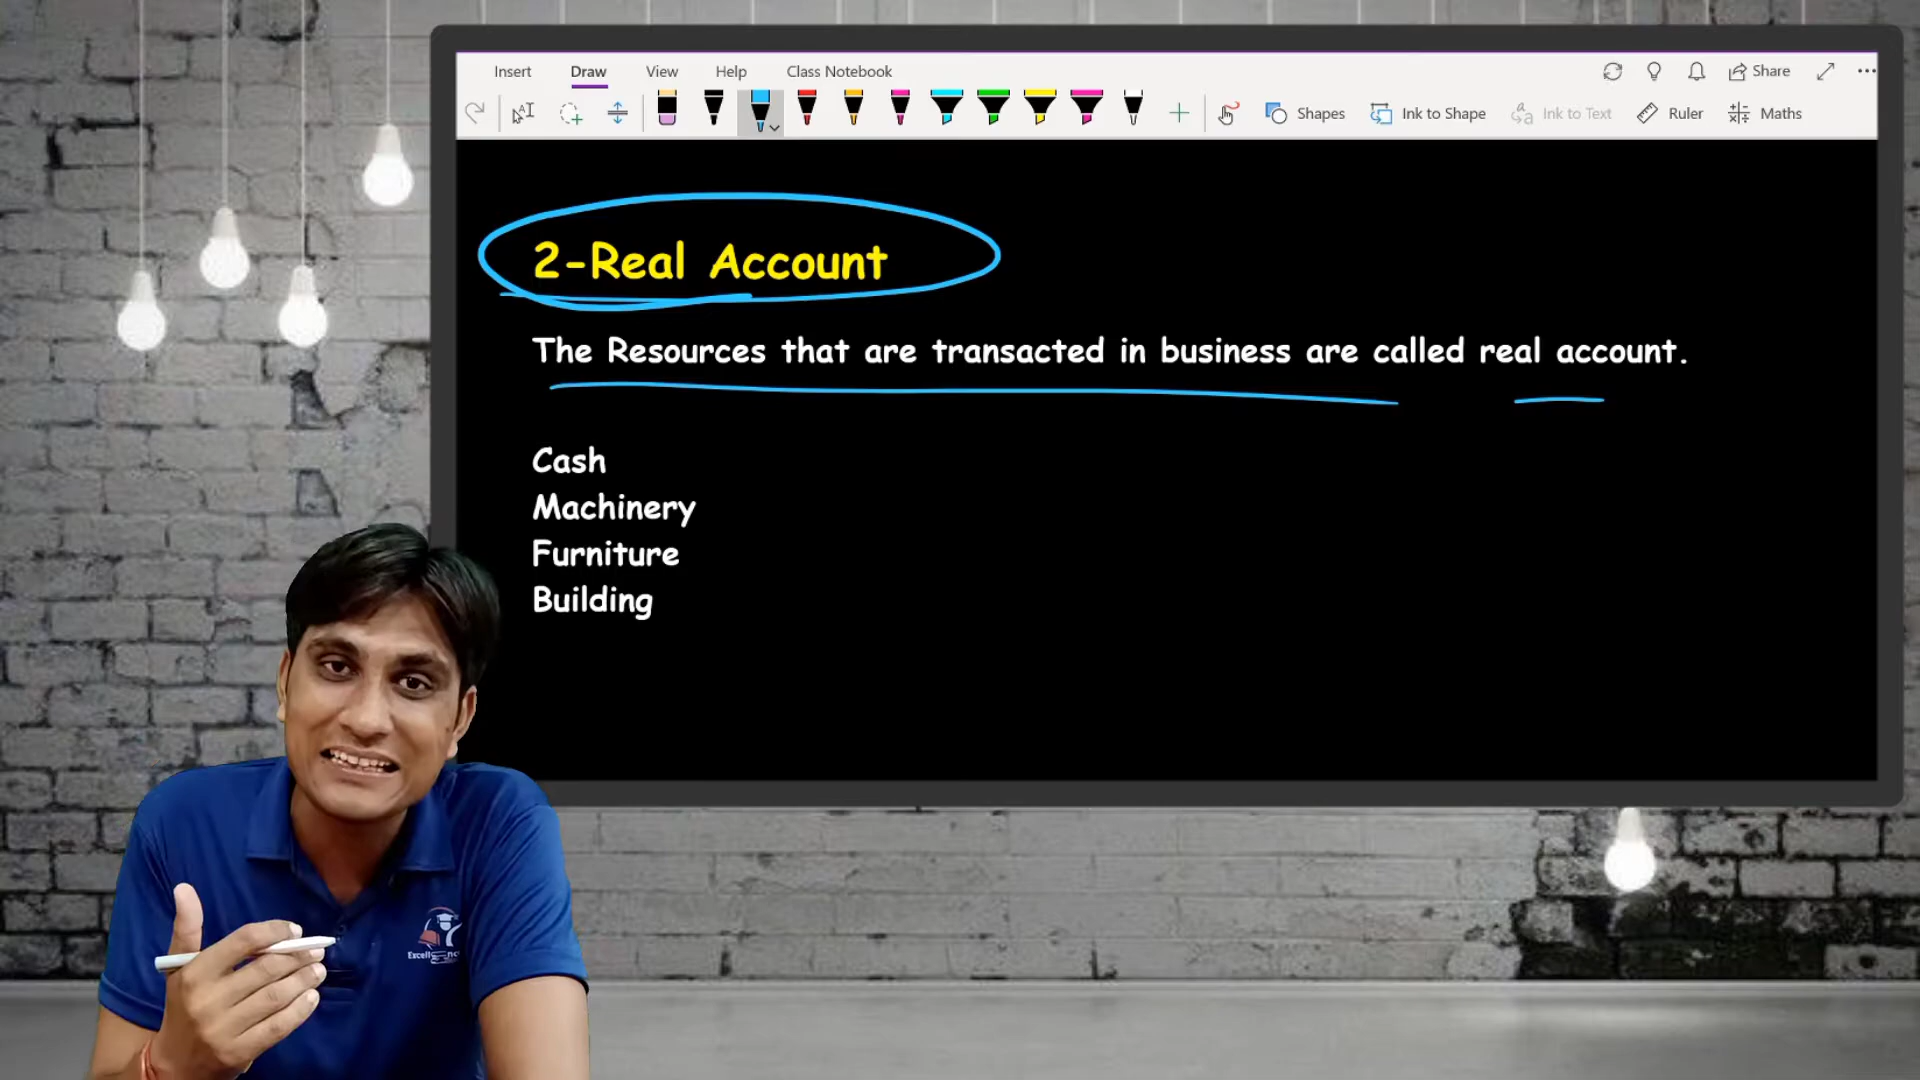 Insert Draw View Help Class Notebook Share
Shapes Ink to Shape Ink to Text Ruler Maths
2-Real Account
The Resources that are transacted in business are called real account.
Cash
Machinery
Furniture
Building